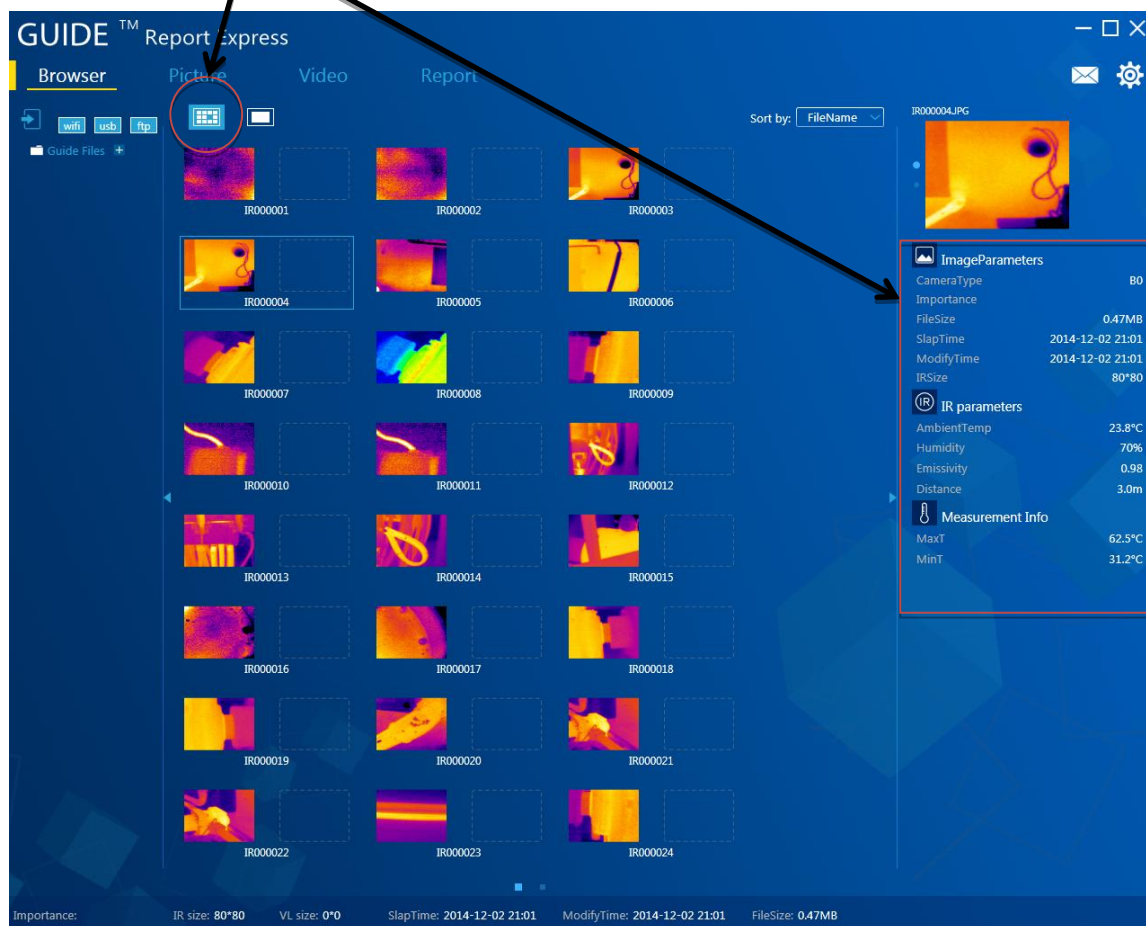 GUIDE TM Report Express
Browser Picture Video Report
wifi usb ftp
Sort by: FileName
Guide Files
IR000001 IR000002 IR000003
IR000004 IR000005 IR000006
IR000007 IR000008 IR000009
IR000010 IR000011 IR000012
IR000013 IR000014 IR000015
IR000016 IR000017 IR000018
IR000019 IR000020 IR000021
IR000022 IR000023 IR000024
IR000004.JPG
ImageParameters
CameraType B0
Importance
FileSize 0.47MB
SlapTime 2014-12-02 21:01
ModifyTime 2014-12-02 21:01
IRSize 80*80
IR IR parameters
AmbientTemp 23.8°C
Humidity 70%
Emissivity 0.98
Distance 3.0m
Measurement Info
MaxT 62.5°C
MinT 31.2°C
Importance: IR size: 80*80 VL size: 0*0 SlapTime: 2014-12-02 21:01 ModifyTime: 2014-12-02 21:01 FileSize: 0.47MB